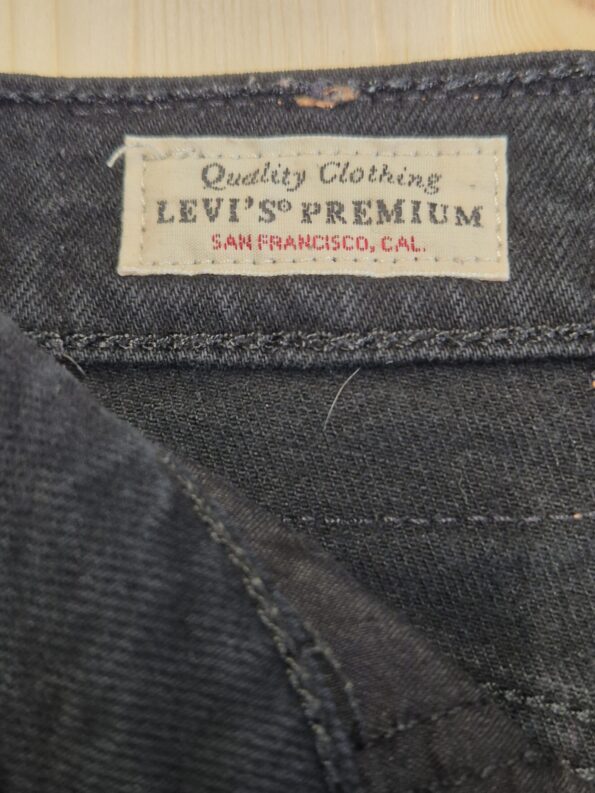 Quality Clothing
LEVI'S® PREMIUM
SAN FRANCISCO, CAL.